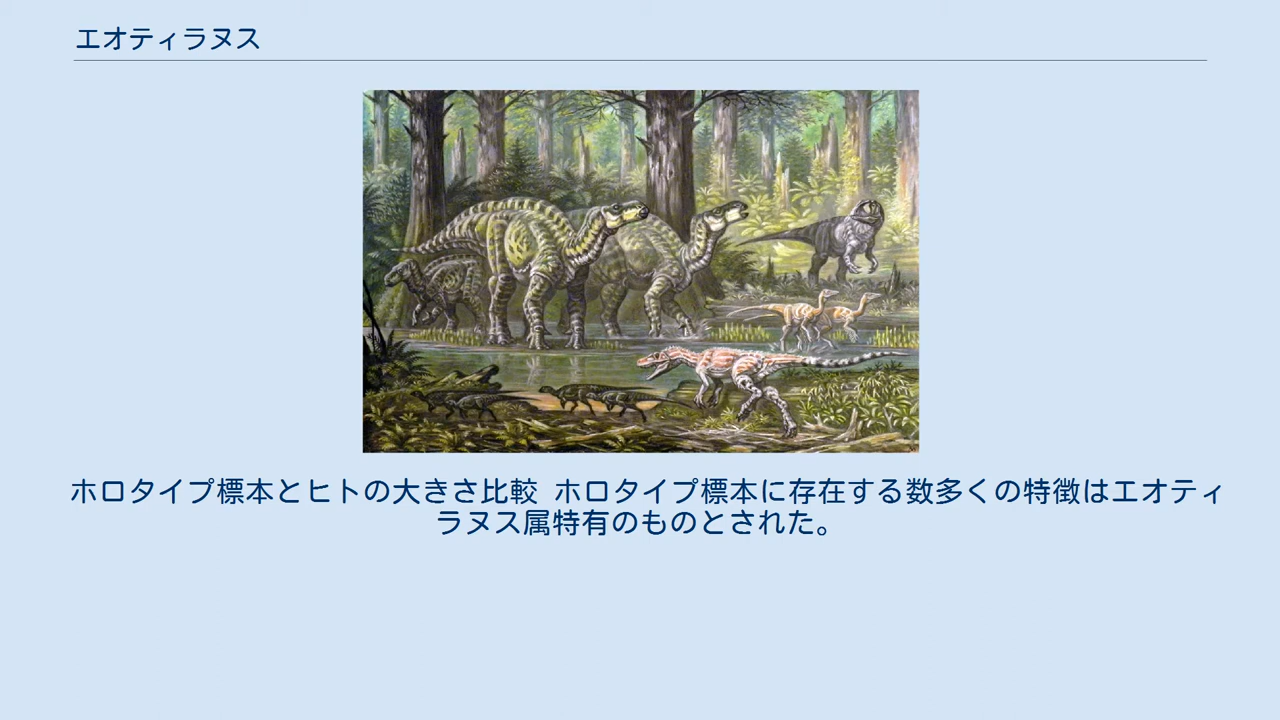 エオティラヌス
ホロタイプ標本とヒトの大きさ比較 ホロタイプ標本に存在する数多くの特徴はエオティ
ラヌス属特有のものとされた。